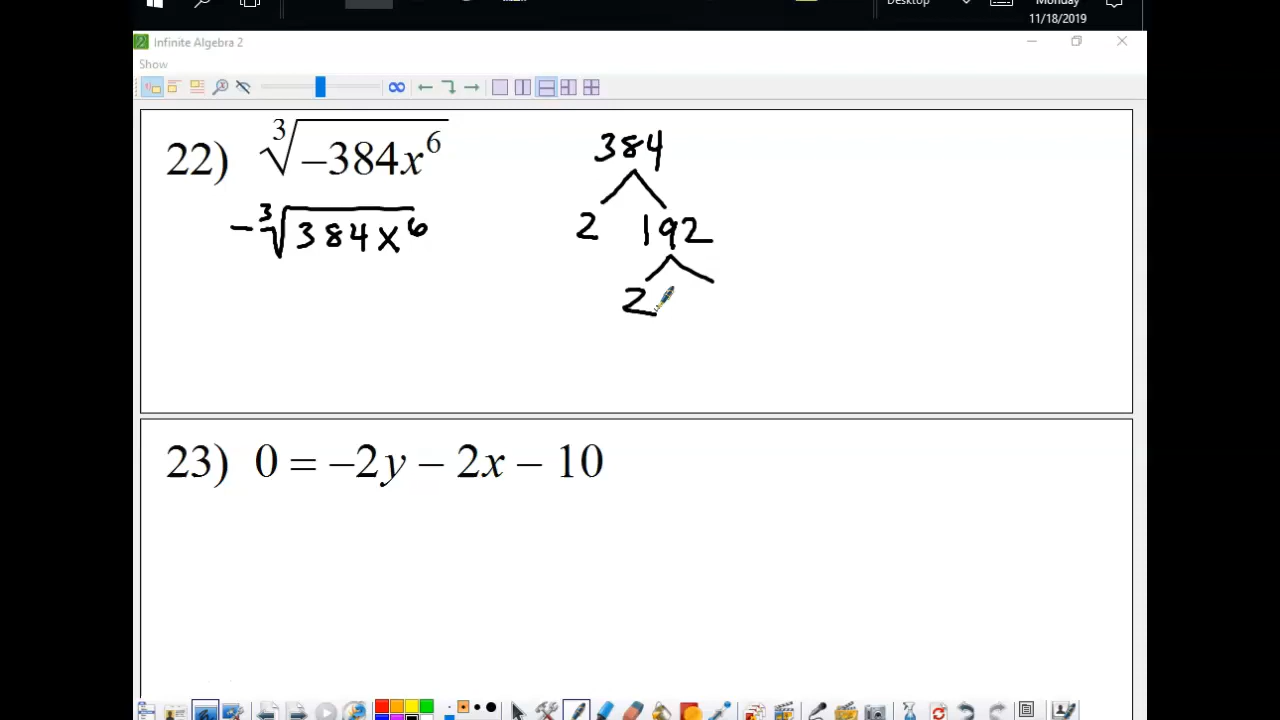 Desktop
Monday
11/18/2019
Infinite Algebra 2
Show
22) ∛(−384x⁶)
-∛(384x⁶)
384
2 192
2
23) 0 = −2y − 2x − 10